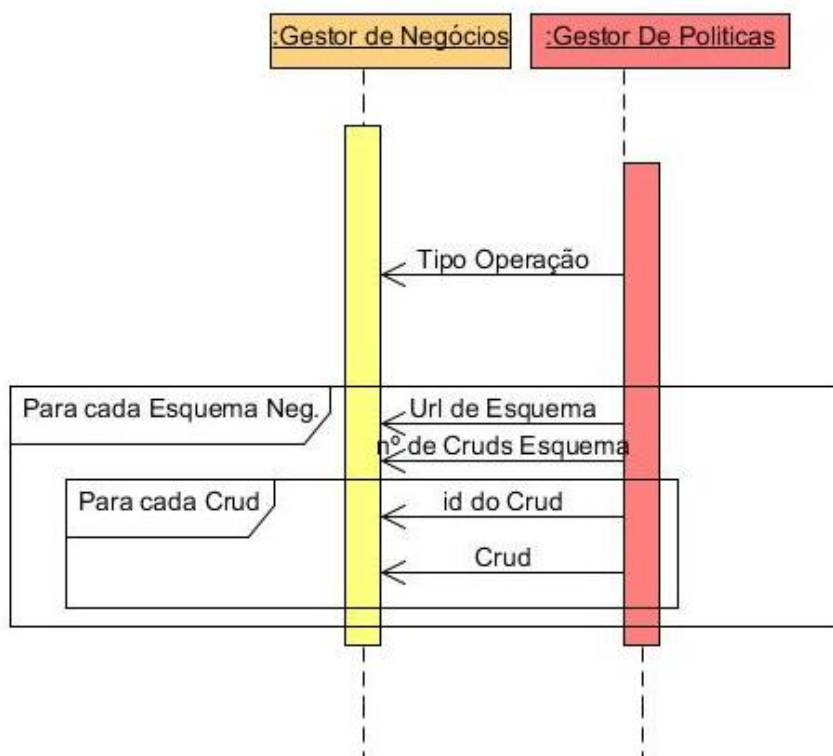 :Gestor de Negócios
:Gestor De Politicas
Tipo Operação
Para cada Esquema Neg.
Url de Esquema
nº de Cruds Esquema
Para cada Crud
id do Crud
Crud